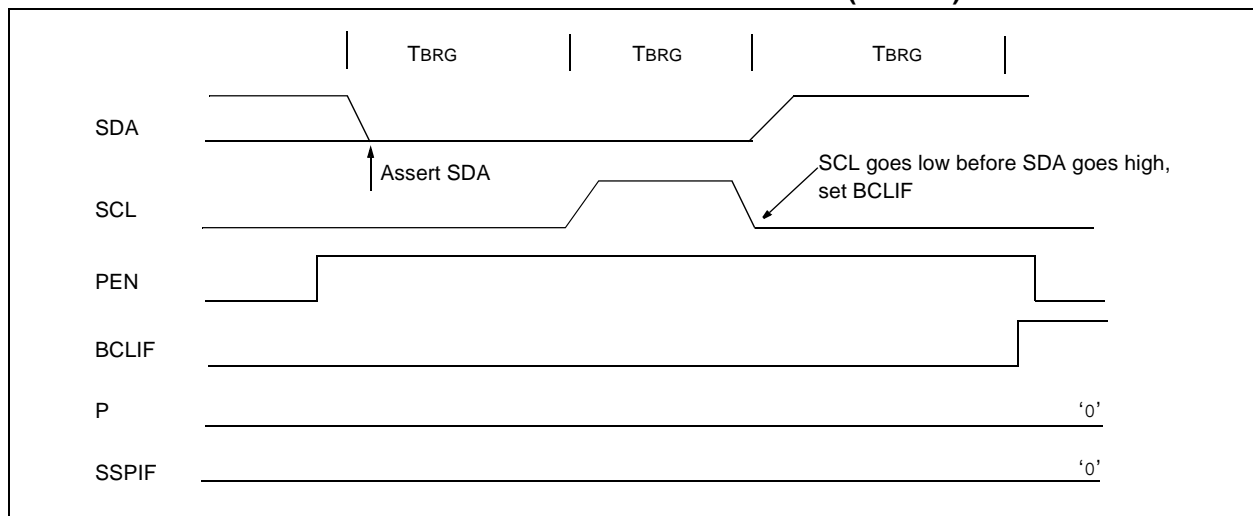 TBRG TBRG TBRG
SDA
Assert SDA
SCL goes low before SDA goes high,
set BCLIF
SCL
PEN
BCLIF
P
‘0’
SSPIF
‘0’